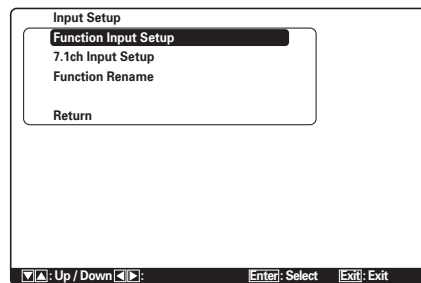 Input Setup
Function Input Setup
7.1ch Input Setup
Function Rename
Return
▼▲: Up / Down ◀▶: Enter: Select Exit: Exit